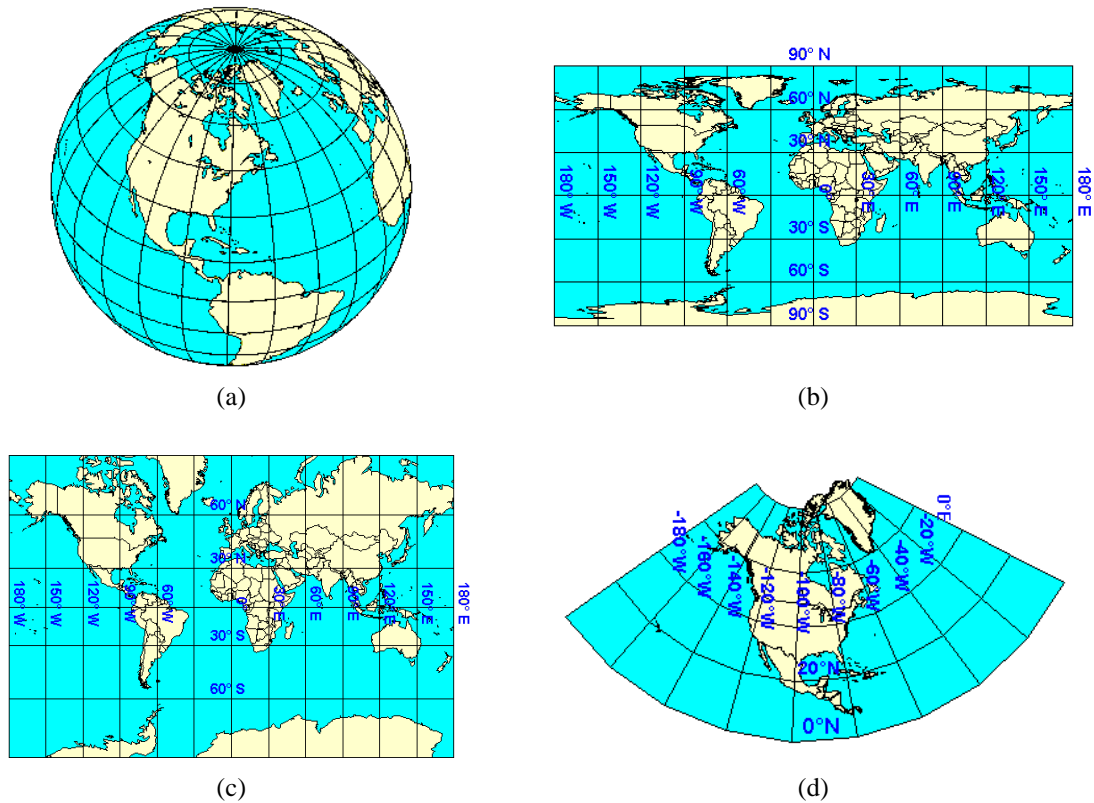 (a)
90° N
60° N
30° N
0°
30° S
60° S
90° S
180° W
150° W
120° W
90° W
60° W
30° E
60° E
90° E
120° E
150° E
180° E
(b)
60° N
30° N
0°
30° S
60° S
180° W
150° W
120° W
90° W
60° W
30° E
60° E
90° E
120° E
150° E
180° E
(c)
-180°W
-160°W
-140°W
-120°W
-100°W
-80°W
-60°W
-40°W
-20°W
0°E
20°N
0°N
(d)